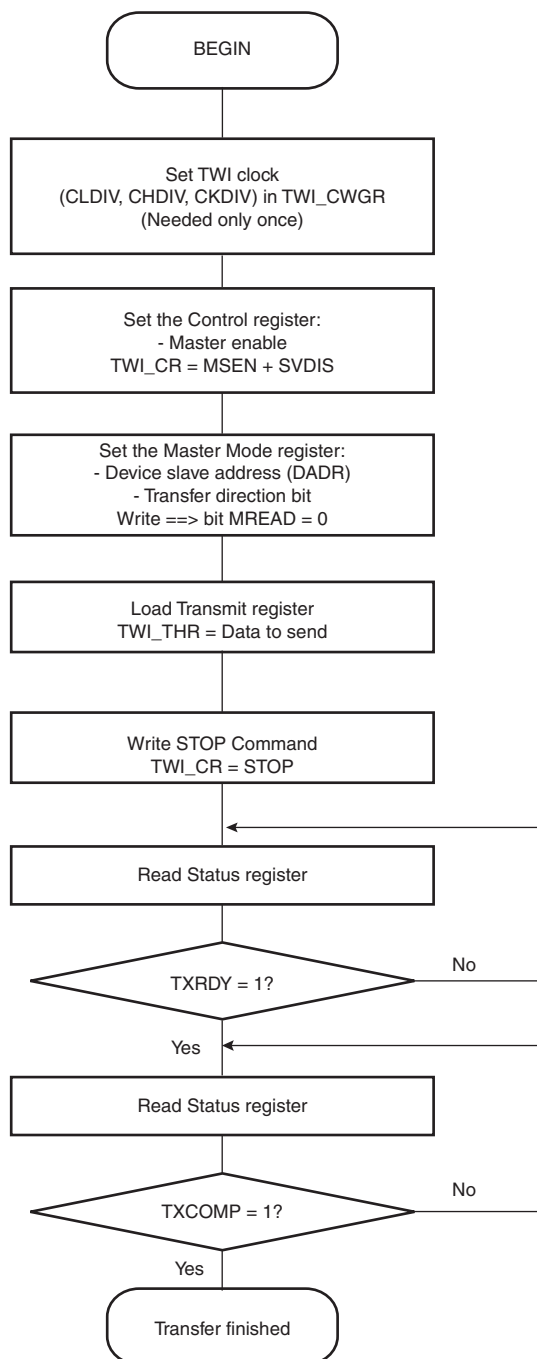 BEGIN
Set TWI clock
(CLDIV, CHDIV, CKDIV) in TWI_CWGR
(Needed only once)
Set the Control register:
- Master enable
TWI_CR = MSEN + SVDIS
Set the Master Mode register:
- Device slave address (DADR)
- Transfer direction bit
Write ==> bit MREAD = 0
Load Transmit register
TWI_THR = Data to send
Write STOP Command
TWI_CR = STOP
Read Status register
TXRDY = 1?
No
Yes
Read Status register
TXCOMP = 1?
No
Yes
Transfer finished